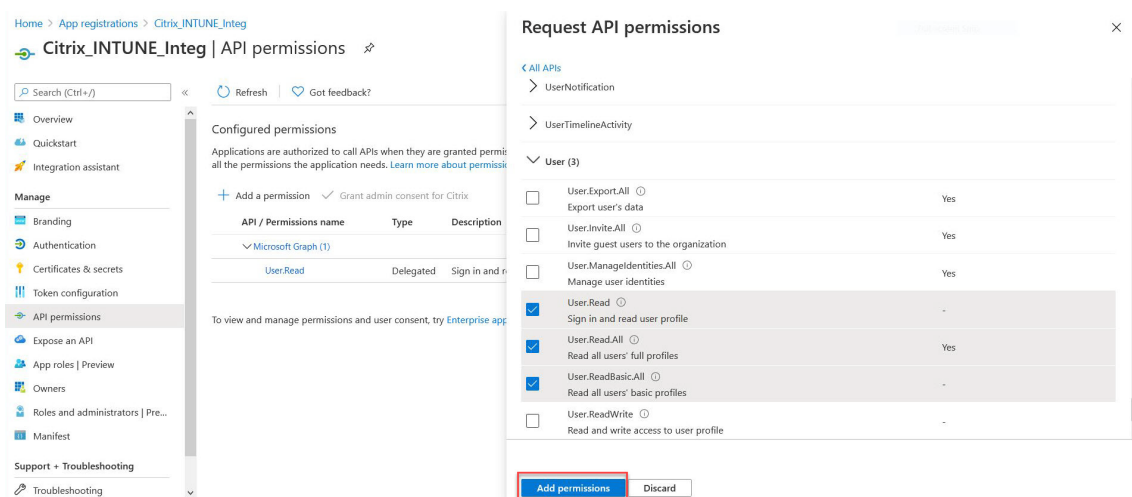 Home > App registrations > Citrix_INTUNE_Integ
Citrix_INTUNE_Integ | API permissions
Search (Ctrl+/)
«
Overview
Quickstart
Integration assistant
Manage
Branding
Authentication
Certificates & secrets
Token configuration
API permissions
Expose an API
App roles | Preview
Owners
Roles and administrators | Pre...
Manifest
Support + Troubleshooting
Troubleshooting
Refresh Got feedback?
Configured permissions
Applications are authorized to call APIs when they are granted permis
all the permissions the application needs. Learn more about permissio
Add a permission Grant admin consent for Citrix
API / Permissions name Type Description
Microsoft Graph (1)
User.Read Delegated Sign in and r
To view and manage permissions and user consent, try Enterprise app
Request API permissions
All APIs
UserNotification
UserTimelineActivity
User (3)
User.Export.All
Export user's data
Yes
User.Invite.All
Invite guest users to the organization
Yes
User.ManageIdentities.All
Manage user identities
Yes
User.Read
Sign in and read user profile
-
User.Read.All
Read all users' full profiles
Yes
User.ReadBasic.All
Read all users' basic profiles
-
User.ReadWrite
Read and write access to user profile
-
Add permissions Discard